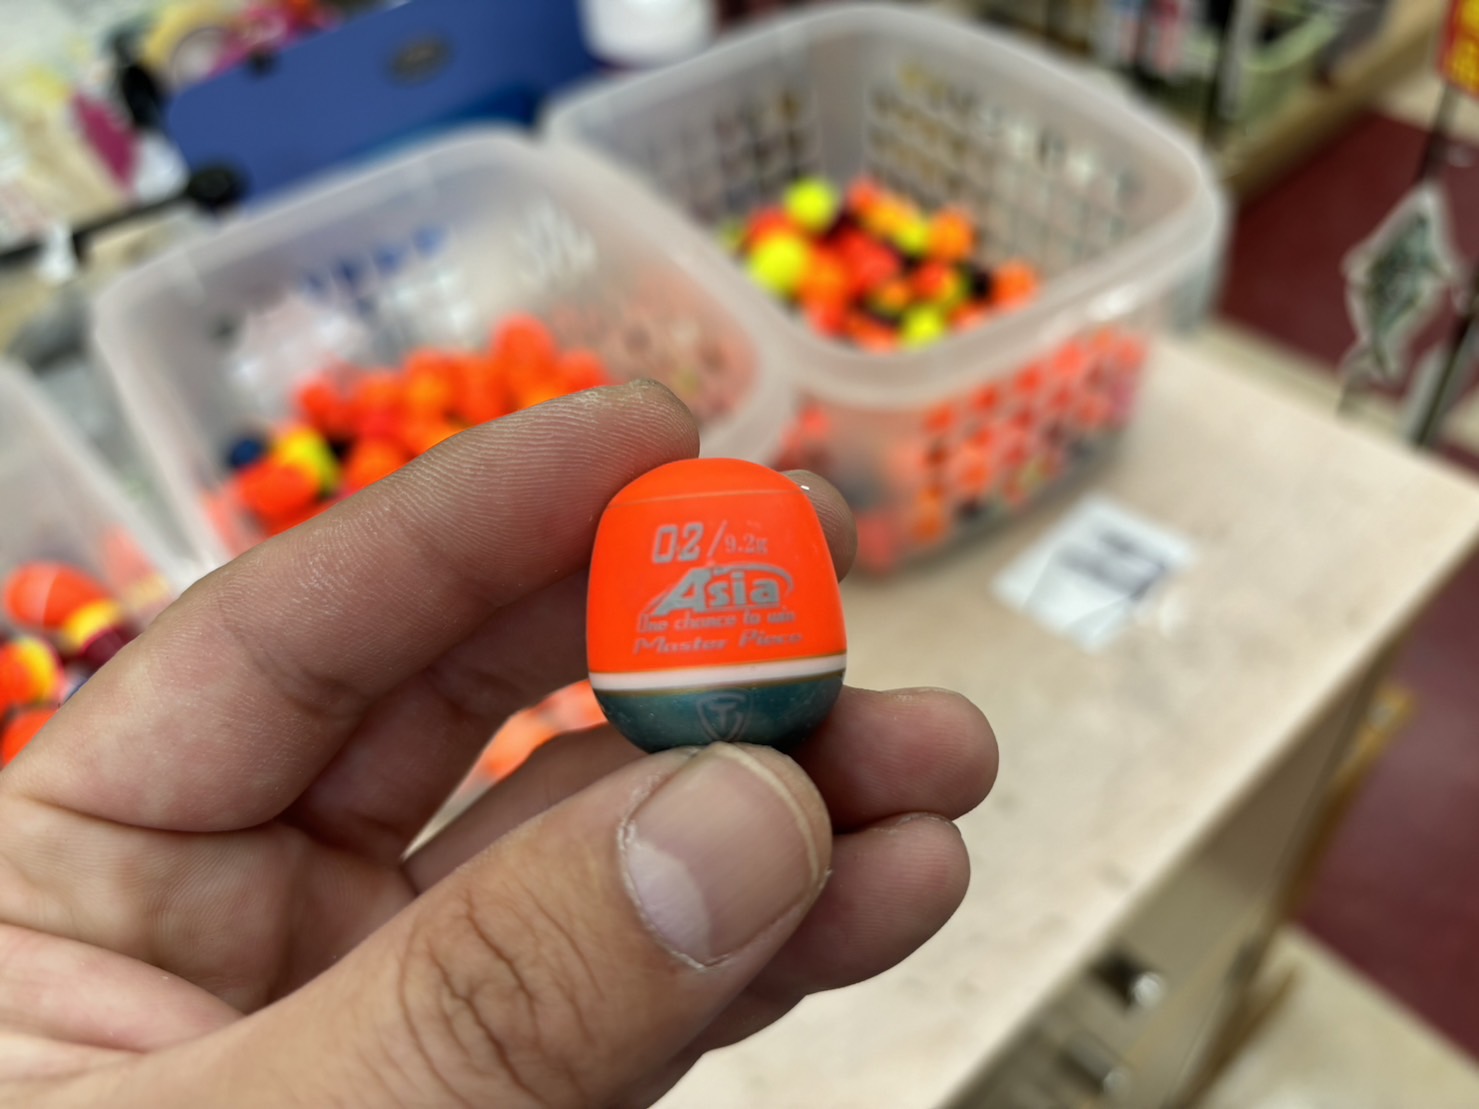 02/9.2g
Asia
One chance to win
Master Piece